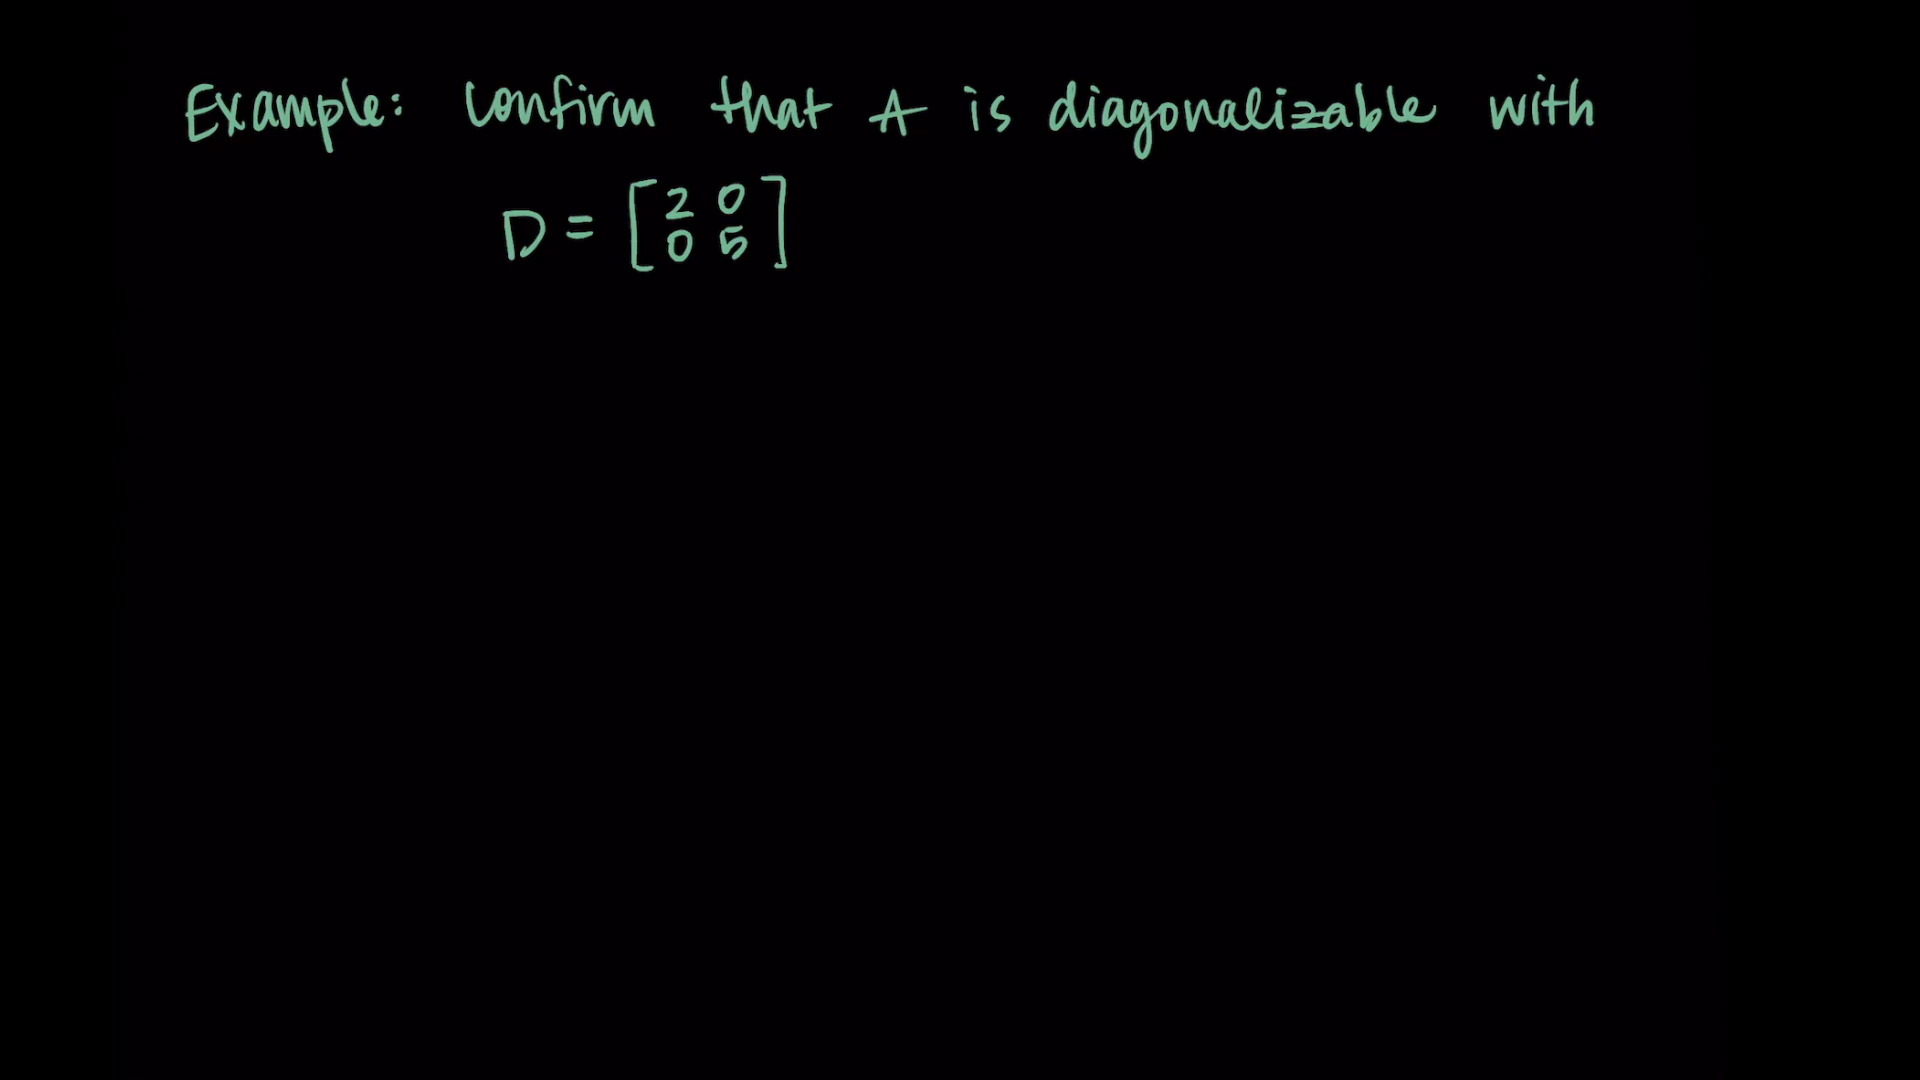 Example: Confirm that A is diagonalizable with
D = [2 0
0 5]